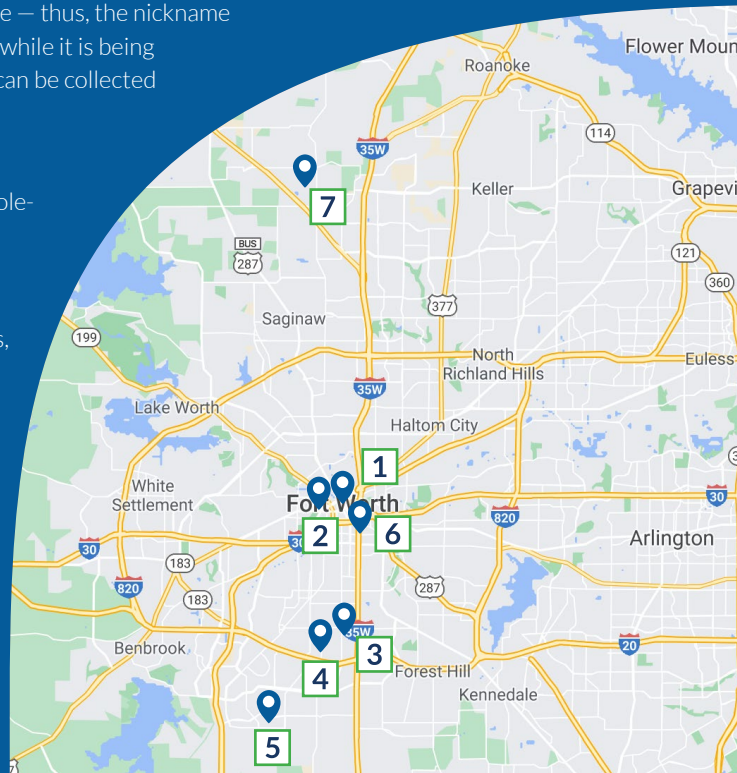 e — thus, the nickname
while it is being
can be collected
ole-
s,
Flower Moun
Roanoke
114
35W
Keller
Grapevi
7
121
BUS
287
360
377
Saginaw
199
North
Richland Hills
Euless
35W
Lake Worth
Haltom City
1
White
Settlement
Fort Worth
30
820
2
6
30
30
Arlington
183
820
287
183
35W
20
Benbrook
3
4
Forest Hill
Kennedale
5